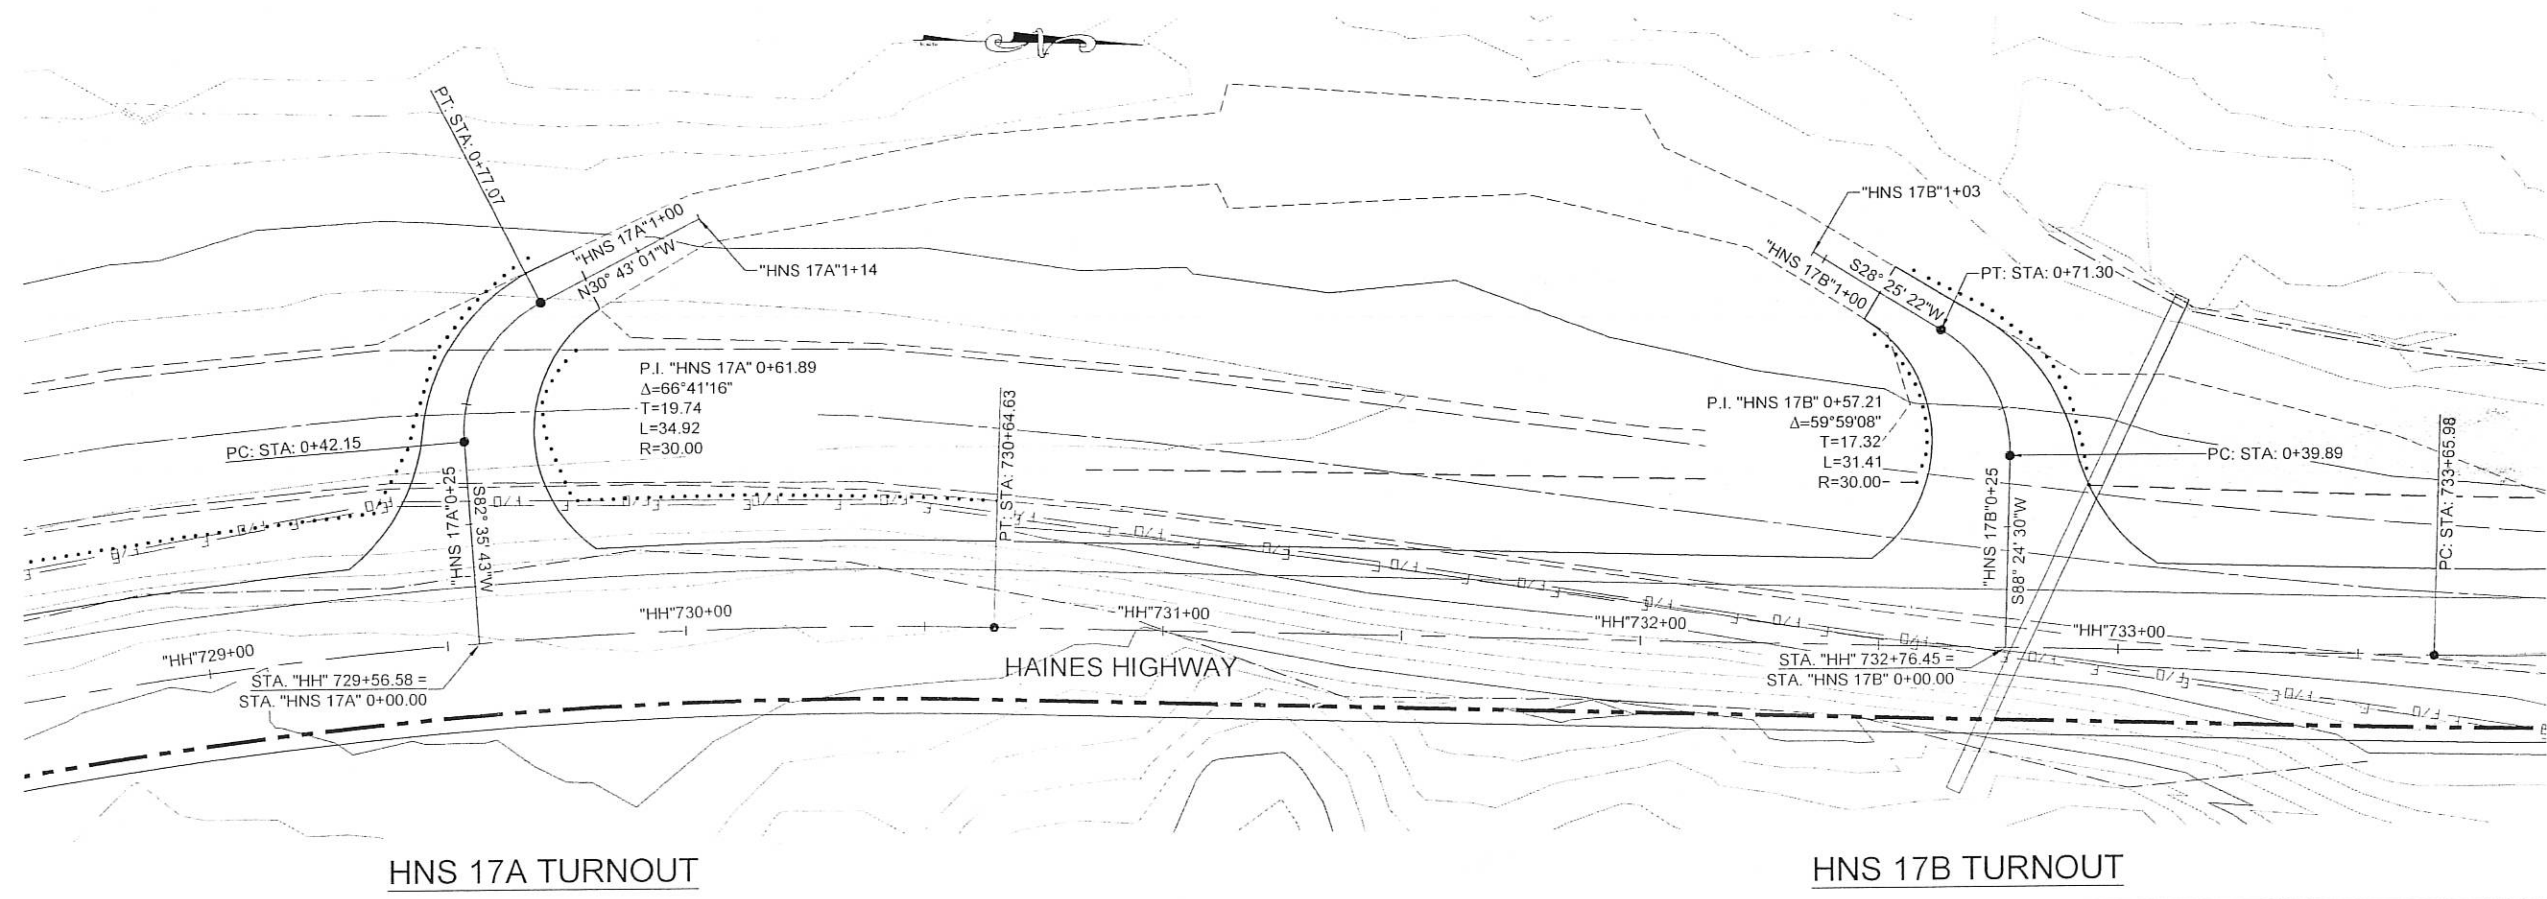 PT: STA: 0+77.07
"HNS 17A"1+00
N30° 43' 01"W
"HNS 17A"1+14
P.I. "HNS 17A" 0+61.89
Δ=66°41'16"
T=19.74
L=34.92
R=30.00
PC: STA: 0+42.15
"HNS 17A"0+25
S82° 35' 43"W
PT: STA: 730+64.63
"HNS 17B"1+03
"HNS 17B"1+00
S28° 25' 22"W
PT: STA: 0+71.30
P.I. "HNS 17B" 0+57.21
Δ=59°59'08"
T=17.32
L=31.41
R=30.00
PC: STA: 0+39.89
"HNS 17B"0+25
S88° 24' 30"W
PC: STA: 733+65.98
"HH"729+00
"HH"730+00
"HH"731+00
"HH"732+00
"HH"733+00
STA. "HH" 729+56.58 =
STA. "HNS 17A" 0+00.00
HAINES HIGHWAY
STA. "HH" 732+76.45 =
STA. "HNS 17B" 0+00.00
HNS 17A TURNOUT
HNS 17B TURNOUT